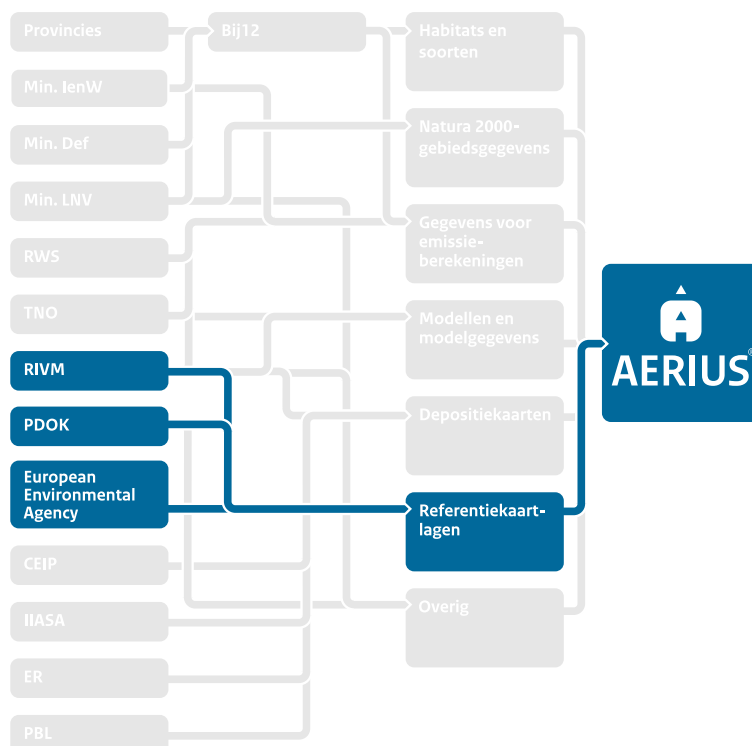 Provincies
Min. IenW
Min. Def
Min. LNV
RWS
TNO
RIVM
PDOK
European
Environmental
Agency
CEIP
IIASA
ER
PBL
Bij12
Habitats en
soorten
Natura 2000-
gebiedsgegevens
Gegevens voor
emissie-
berekeningen
Modellen en
modelgegevens
Depositiekaarten
Referentiekaart-
lagen
Overig
AERIUS®